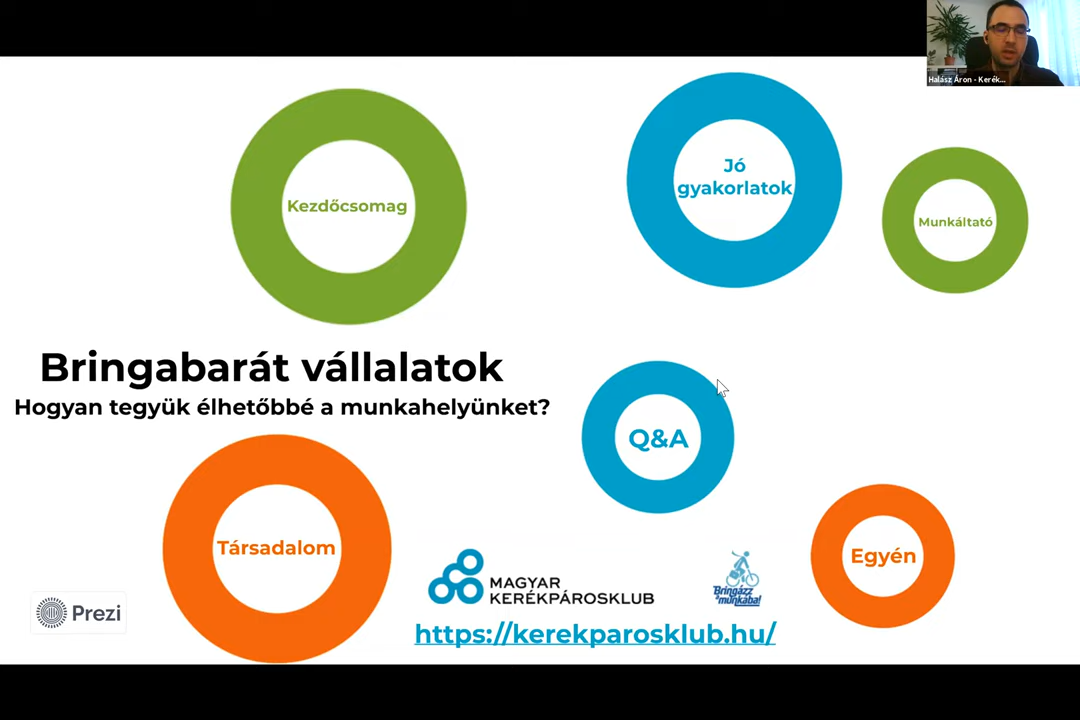 Halász Áron - Kerék...
Kezdőcsomag
Jó
gyakorlatok
Munkáltató
Bringabarát vállalatok
Hogyan tegyük élhetőbbé a munkahelyünket?
Q&A
Társadalom
Egyén
MAGYAR
KERÉKPÁROSKLUB
Bringázz
a munkába!
Prezi
https://kerekparosklub.hu/